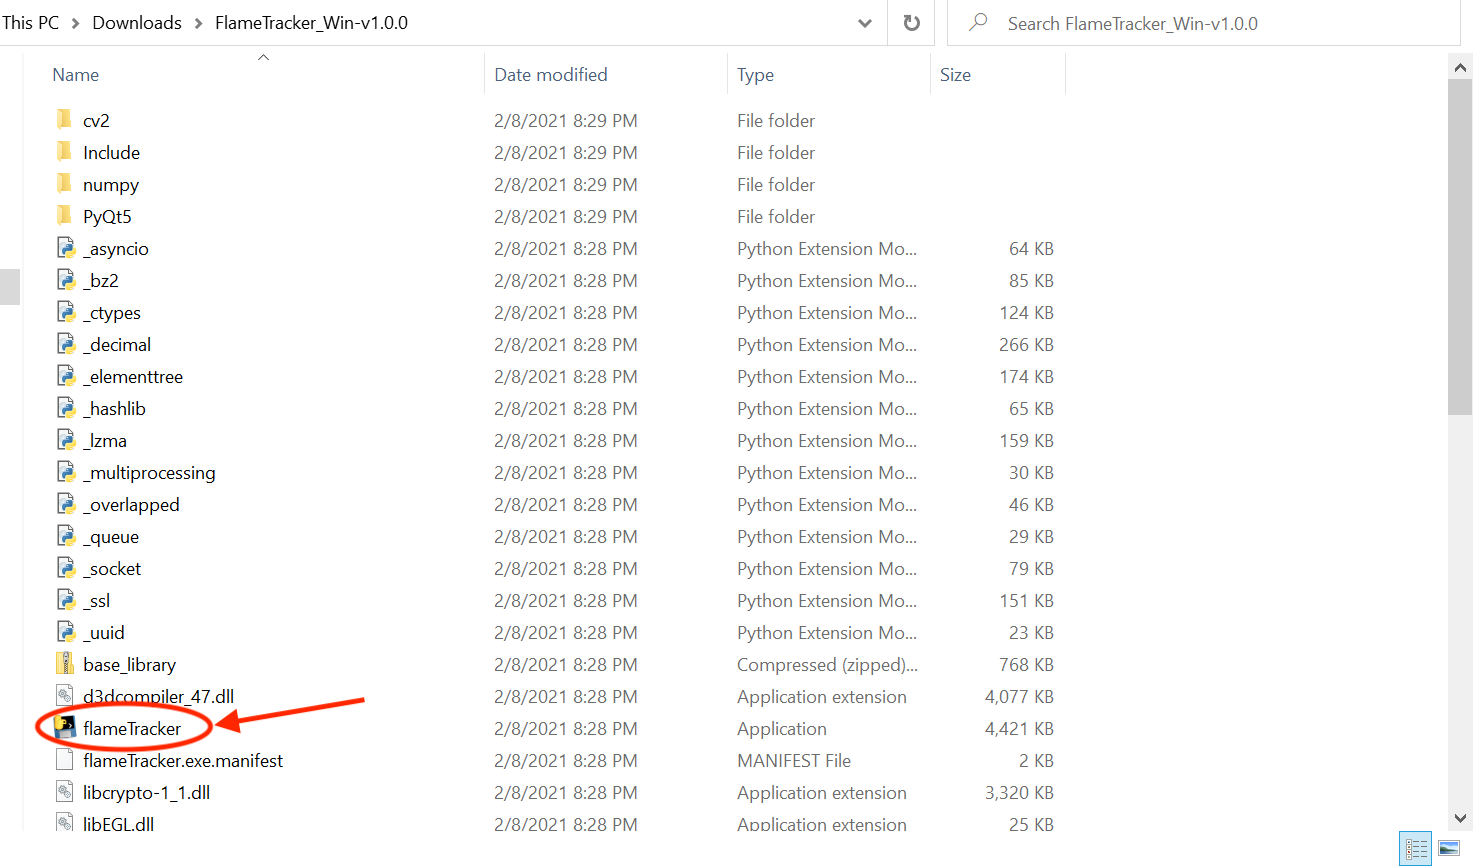 This PC > Downloads > FlameTracker_Win-v1.0.0 Search FlameTracker_Win-v1.0.0
Name Date modified Type Size
cv2 2/8/2021 8:29 PM File folder
Include 2/8/2021 8:29 PM File folder
numpy 2/8/2021 8:29 PM File folder
PyQt5 2/8/2021 8:29 PM File folder
_asyncio 2/8/2021 8:28 PM Python Extension Mo... 64 KB
_bz2 2/8/2021 8:28 PM Python Extension Mo... 85 KB
_ctypes 2/8/2021 8:28 PM Python Extension Mo... 124 KB
_decimal 2/8/2021 8:28 PM Python Extension Mo... 266 KB
_elementtree 2/8/2021 8:28 PM Python Extension Mo... 174 KB
_hashlib 2/8/2021 8:28 PM Python Extension Mo... 65 KB
_lzma 2/8/2021 8:28 PM Python Extension Mo... 159 KB
_multiprocessing 2/8/2021 8:28 PM Python Extension Mo... 30 KB
_overlapped 2/8/2021 8:28 PM Python Extension Mo... 46 KB
_queue 2/8/2021 8:28 PM Python Extension Mo... 29 KB
_socket 2/8/2021 8:28 PM Python Extension Mo... 79 KB
_ssl 2/8/2021 8:28 PM Python Extension Mo... 151 KB
_uuid 2/8/2021 8:28 PM Python Extension Mo... 23 KB
base_library 2/8/2021 8:28 PM Compressed (zipped)... 768 KB
d3dcompiler_47.dll 2/8/2021 8:28 PM Application extension 4,077 KB
flameTracker 2/8/2021 8:28 PM Application 4,421 KB
flameTracker.exe.manifest 2/8/2021 8:28 PM MANIFEST File 2 KB
libcrypto-1_1.dll 2/8/2021 8:28 PM Application extension 3,320 KB
libEGL.dll 2/8/2021 8:28 PM Application extension 25 KB